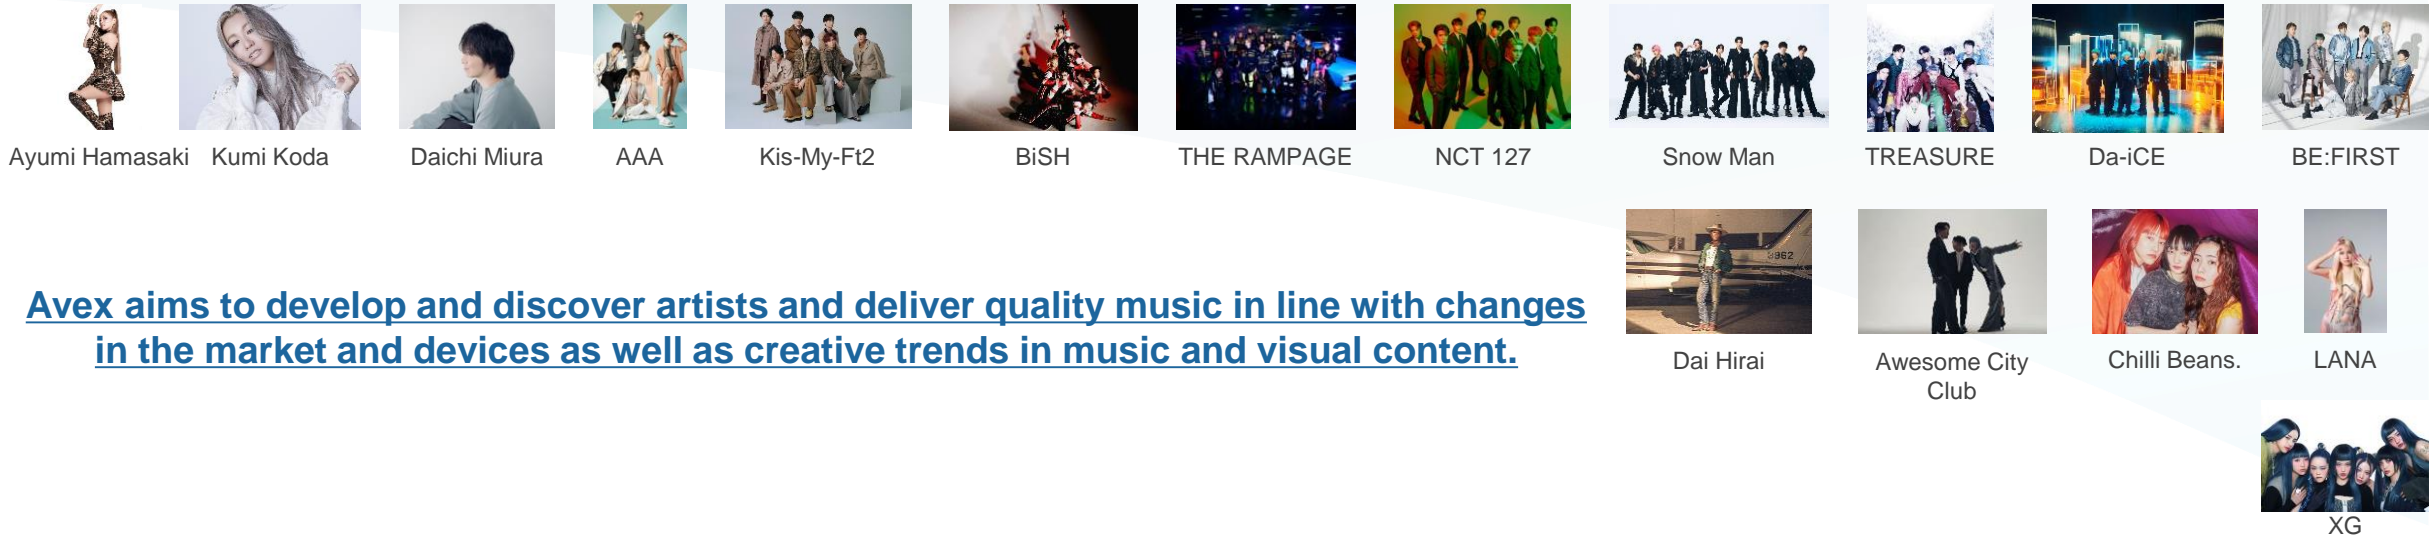 Ayumi Hamasaki Kumi Koda Daichi Miura AAA Kis-My-Ft2 BiSH THE RAMPAGE NCT 127 Snow Man TREASURE Da-iCE BE:FIRST
Avex aims to develop and discover artists and deliver quality music in line with changes
in the market and devices as well as creative trends in music and visual content.
Dai Hirai Awesome City Chilli Beans. LANA
Club
XG